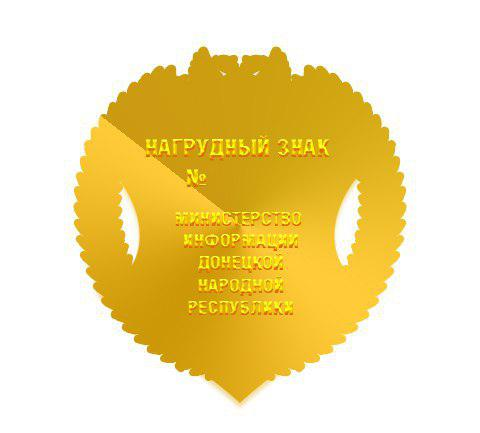 НАГРУДНЫЙ ЗНАК
№
МИНИСТЕРСТВО
ИНФОРМАЦИИ
ДОНЕЦКОЙ
НАРОДНОЙ
РЕСПУБЛИКИ